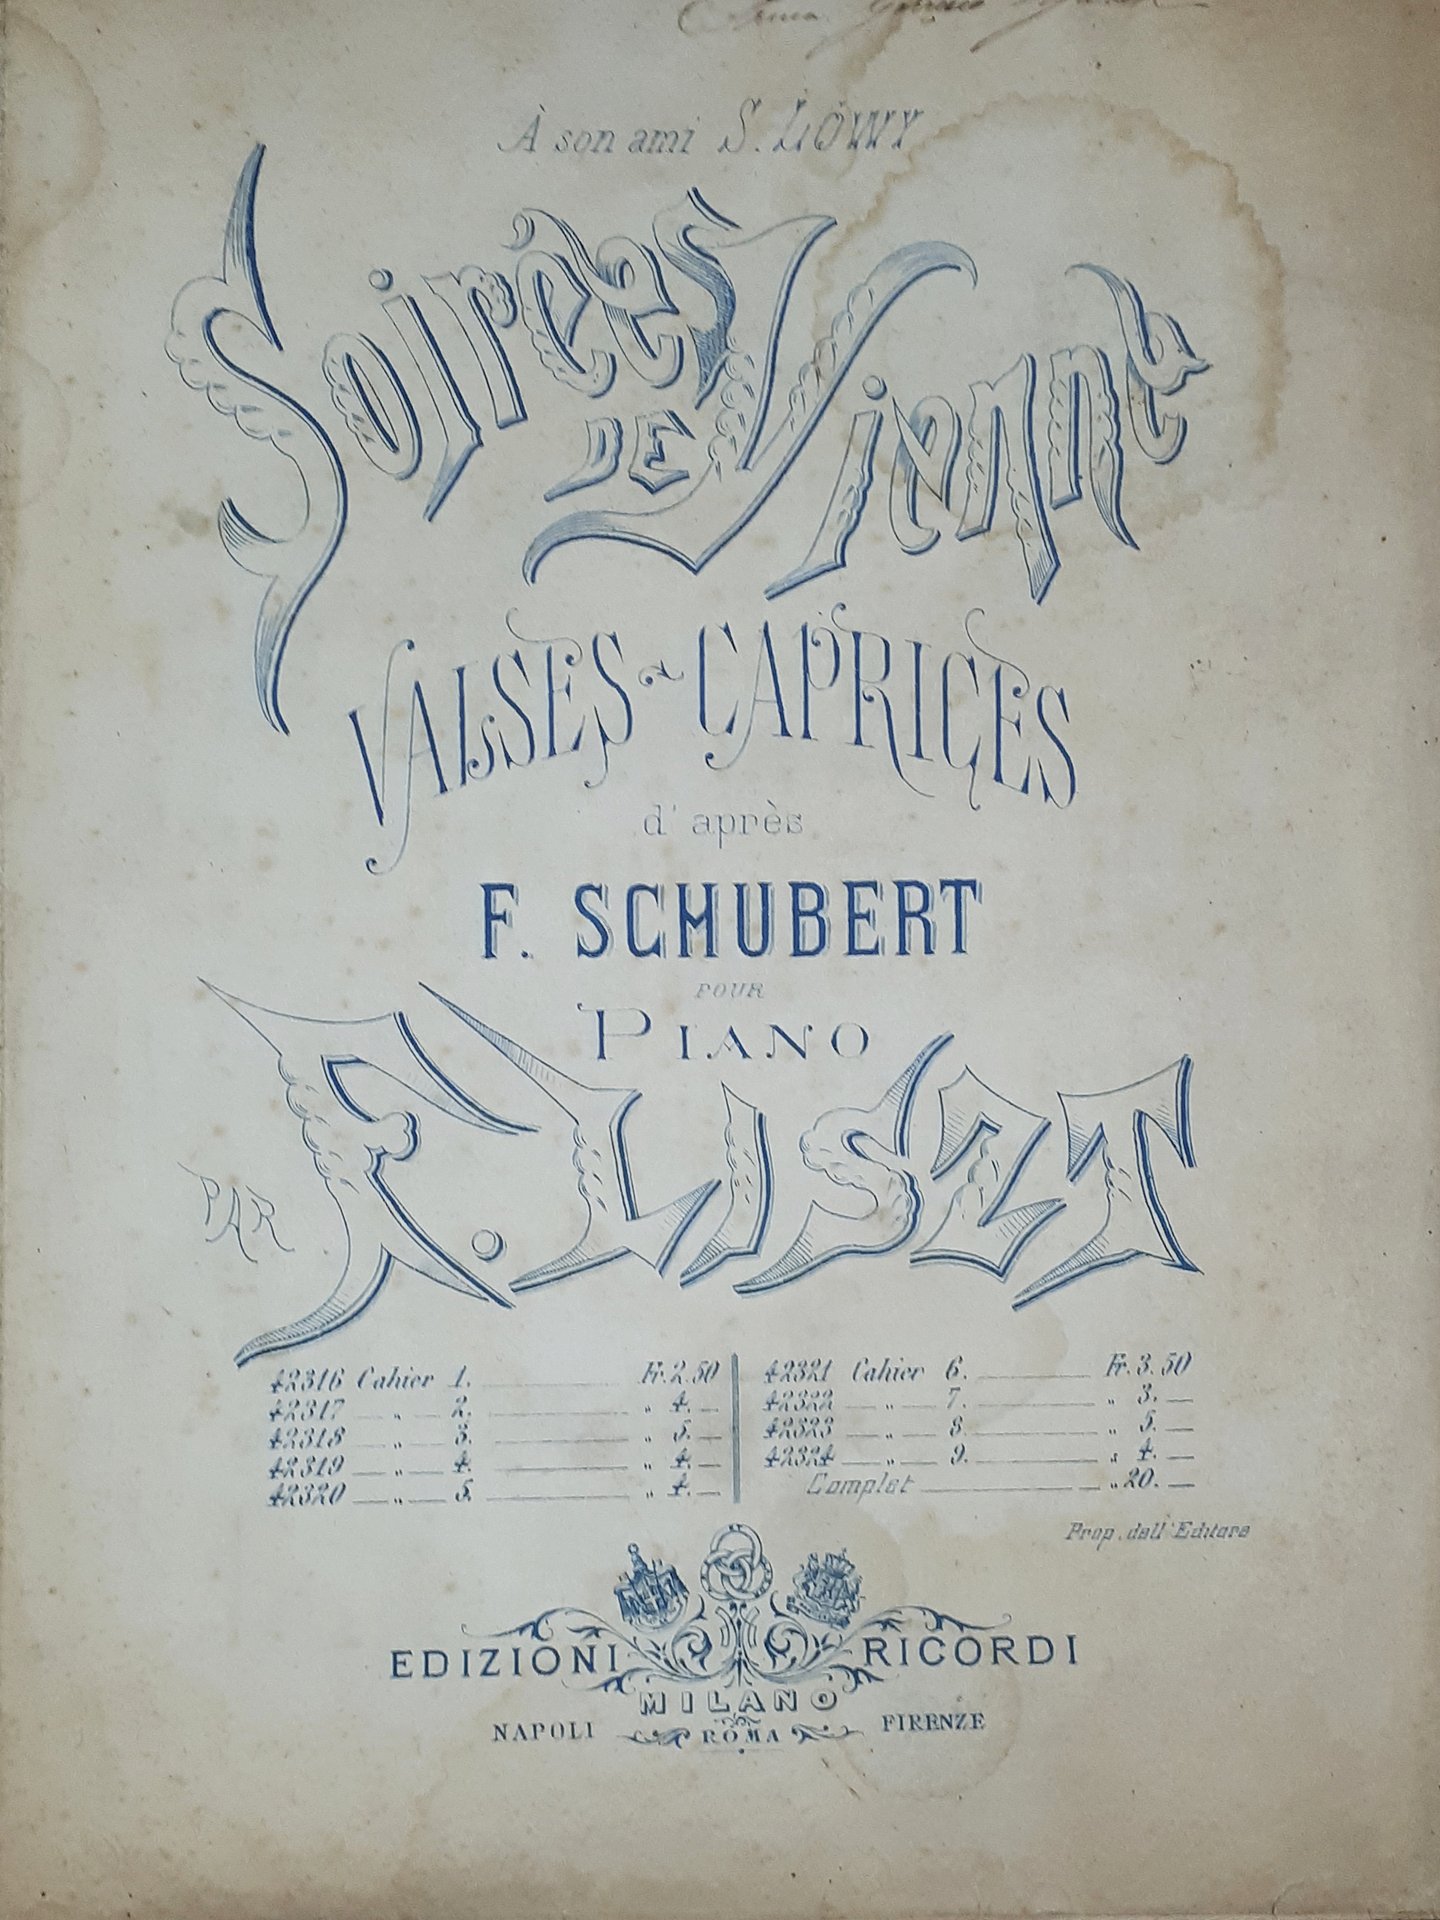 À son ami S. LÖWY
Soirées
DE Vienne
VALSES-CAPRICES
d'après
F. SCHUBERT
POUR
PIANO
PAR F. LISZT
42316 Cahier 1. Fr. 2.50
42317 — „ — 2. „ 4. —
42318 — „ — 3. „ 5. —
42319 — „ — 4. „ 4. —
42320 — „ — 5. „ 4. —
42321 Cahier 6. Fr. 3.50
42322 — „ — 7. „ 3. —
42323 — „ — 8. „ 5. —
42324 — „ — 9. „ 4. —
Complet „ 20. —
Prop. dell'Editore
EDIZIONI RICORDI
MILANO
NAPOLI ROMA FIRENZE